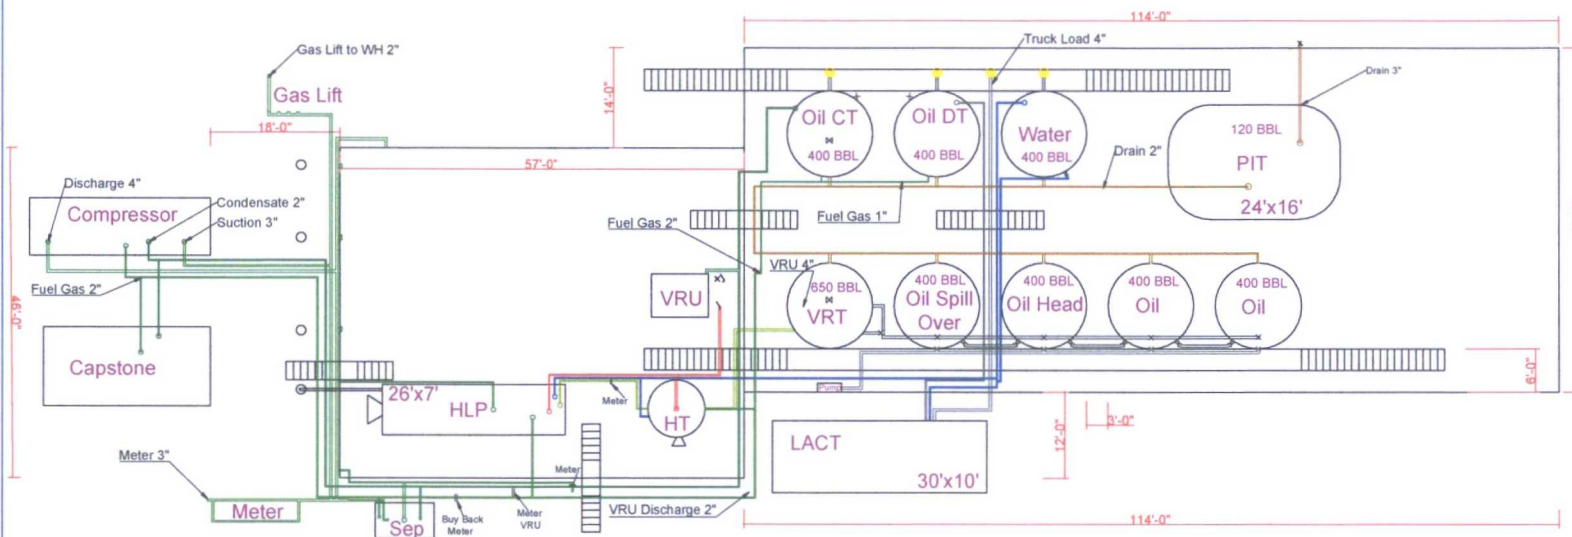 114'-0"
Gas Lift to WH 2"
Truck Load 4"
Drain 3"
Gas Lift
14'-0"
18'-0"
57'-0"
Oil CT
400 BBL
Oil DT
400 BBL
Water
400 BBL
120 BBL
PIT
24'x16'
Drain 2"
Discharge 4"
Compressor
Condensate 2"
Suction 3"
Fuel Gas 2"
Fuel Gas 1"
Fuel Gas 2"
VRU 4"
VRU
650 BBL
VRT
400 BBL
Oil Spill
Over
400 BBL
Oil Head
400 BBL
Oil
400 BBL
Oil
46'-0"
Capstone
26'x7'
HLP
Meter
HT
Pump
6'-0"
3'-0"
12'-0"
LACT
30'x10'
Meter 3"
Meter
Sep
Buy Back
Meter
Meter
VRU
Meter
VRU Discharge 2"
114'-0"